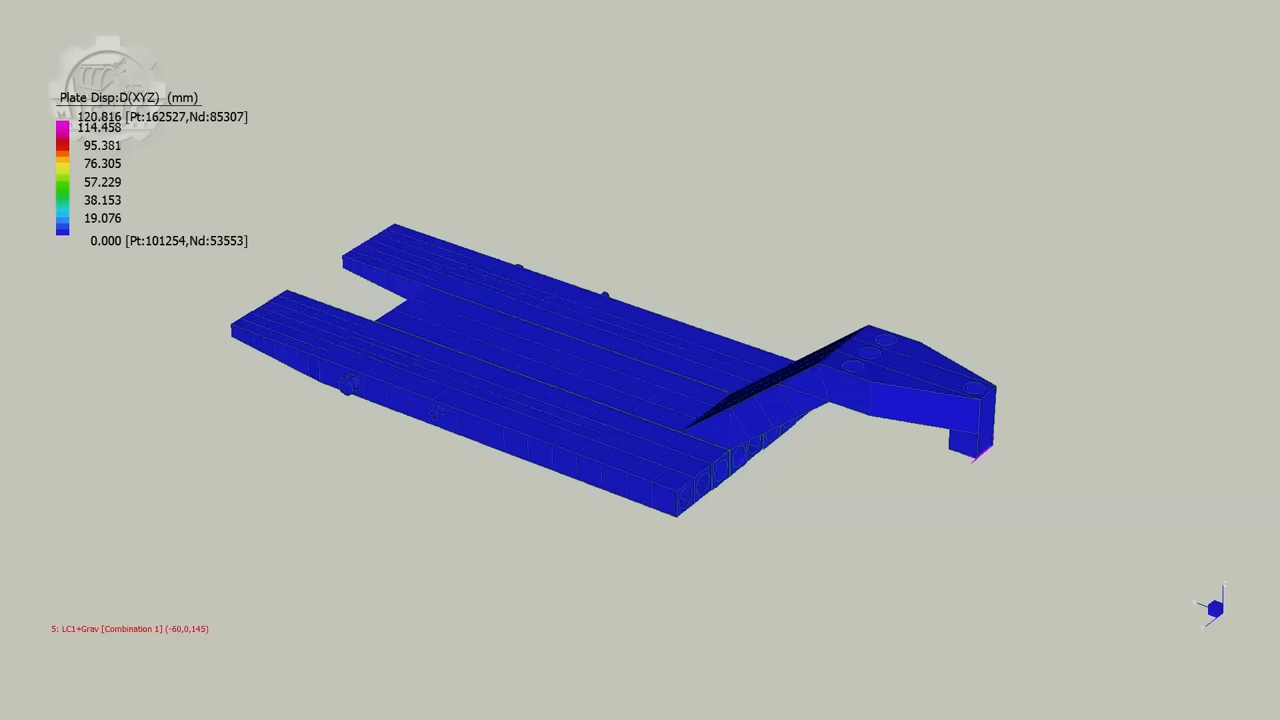 Plate Disp:D(XYZ) (mm)
120.816 [Pt:162527,Nd:85307]
114.458
95.381
76.305
57.229
38.153
19.076
0.000 [Pt:101254,Nd:53553]
5: LC1+Grav [Combination 1] (-60,0,145)